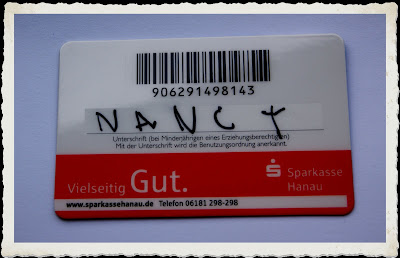 906291498143
NANCY
Unterschrift (bei Minderjährigen eines Erziehungsberechtigten)
Mit der Unterschrift wird die Benutzungsordnung anerkannt.
Vielseitig Gut.
Sparkasse
Hanau
www.sparkassehanau.de Telefon 06181 298-298